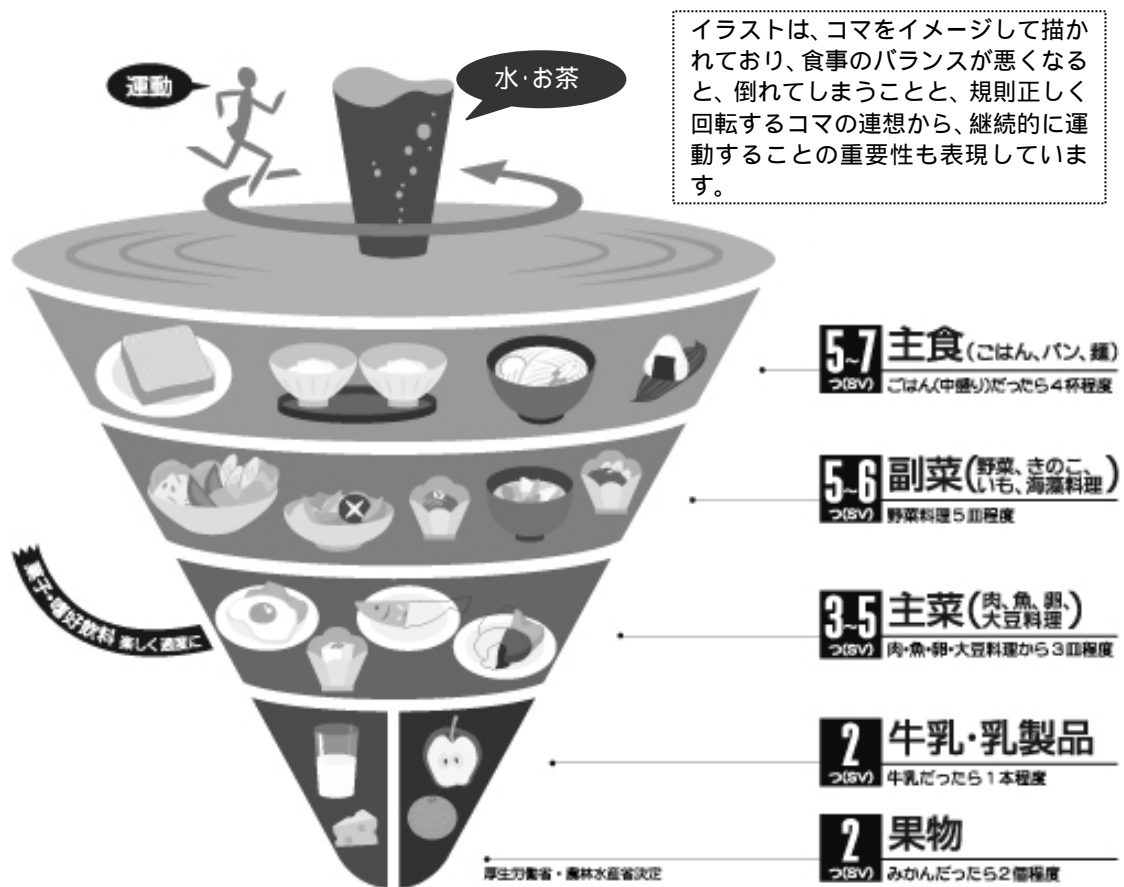 イラストは、コマをイメージして描か
れており、食事のバランスが悪くなる
と、倒れてしまうことと、規則正しく
回転するコマの連想から、継続的に運
動することの重要性も表現していま
す。
運動
水・お茶
5~7
つ(SV)
主食(ごはん、パン、麺)
ごはん(中盛り)だったら4杯程度
5~6
つ(SV)
副菜(野菜、きのこ、
いも、海藻料理)
野菜料理5皿程度
菓子・嗜好飲料 楽しく適度に
3~5
つ(SV)
主菜(肉、魚、卵、
大豆料理)
肉・魚・卵・大豆料理から3皿程度
2
つ(SV)
牛乳・乳製品
牛乳だったら1本程度
2
つ(SV)
果物
みかんだったら2個程度
厚生労働省・農林水産省決定